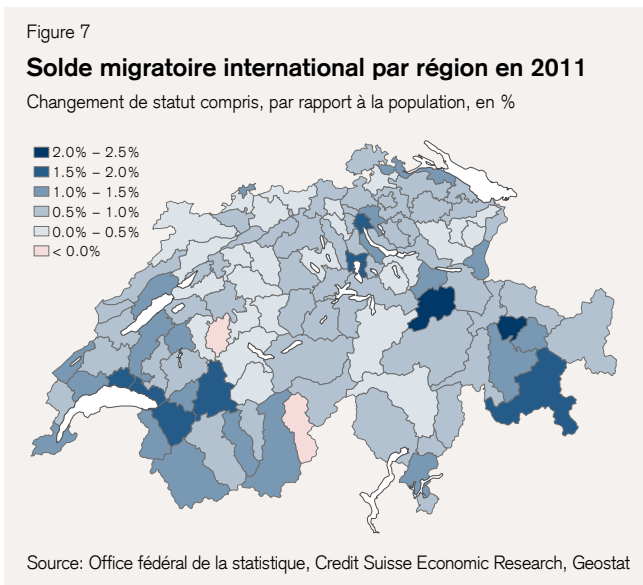 Figure 7
Solde migratoire international par région en 2011
Changement de statut compris, par rapport à la population, en %
2.0% – 2.5%
1.5% – 2.0%
1.0% – 1.5%
0.5% – 1.0%
0.0% – 0.5%
< 0.0%
Source: Office fédéral de la statistique, Credit Suisse Economic Research, Geostat